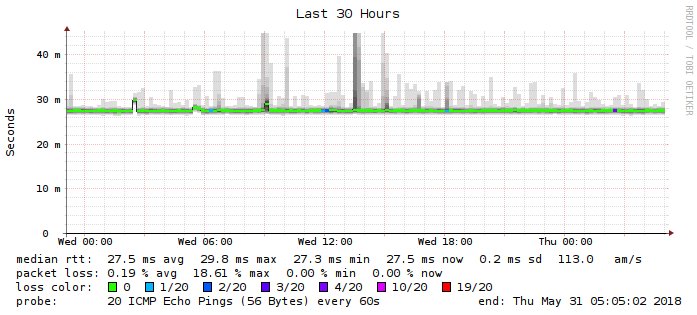 Last 30 Hours
RRDTOOL / TOBI OETIKER
Seconds
40 m
30 m
20 m
10 m
0
Wed 00:00 Wed 06:00 Wed 12:00 Wed 18:00 Thu 00:00
median rtt: 27.5 ms avg 29.8 ms max 27.3 ms min 27.5 ms now 0.2 ms sd 113.0 am/s
packet loss: 0.19 % avg 18.61 % max 0.00 % min 0.00 % now
loss color: 0 1/20 2/20 3/20 4/20 10/20 19/20
probe: 20 ICMP Echo Pings (56 Bytes) every 60s end: Thu May 31 05:05:02 2018